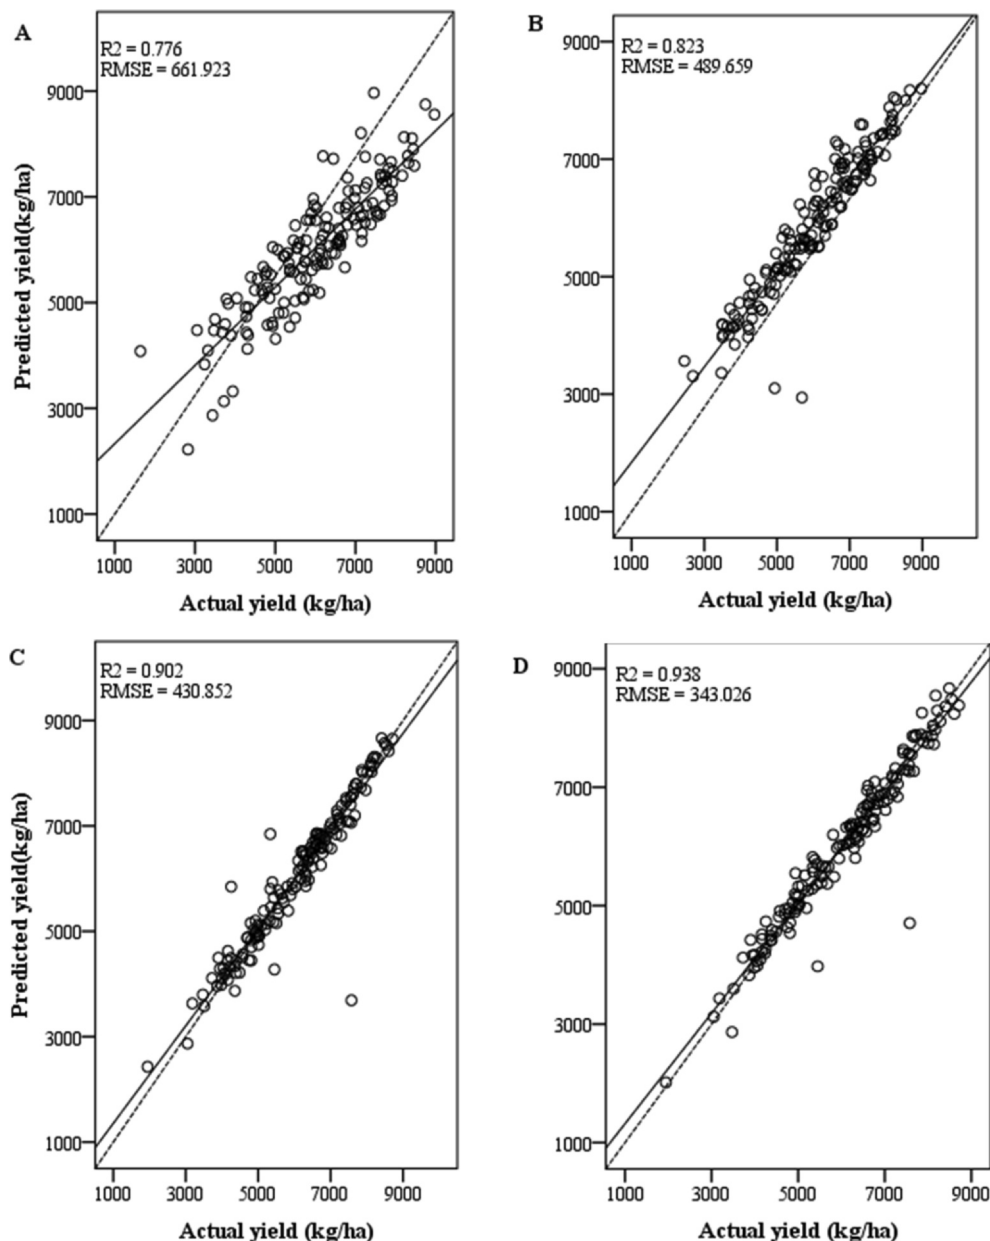 A
R2 = 0.776
RMSE = 661.923
9000
7000
5000
3000
1000
1000 3000 5000 7000 9000
Predicted yield(kg/ha)
Actual yield (kg/ha)
B
R2 = 0.823
RMSE = 489.659
9000
7000
5000
3000
1000
1000 3000 5000 7000 9000
Actual yield (kg/ha)
C
R2 = 0.902
RMSE = 430.852
9000
7000
5000
3000
1000
1000 3000 5000 7000 9000
Predicted yield(kg/ha)
Actual yield (kg/ha)
D
R2 = 0.938
RMSE = 343.026
9000
7000
5000
3000
1000
1000 3000 5000 7000 9000
Actual yield (kg/ha)